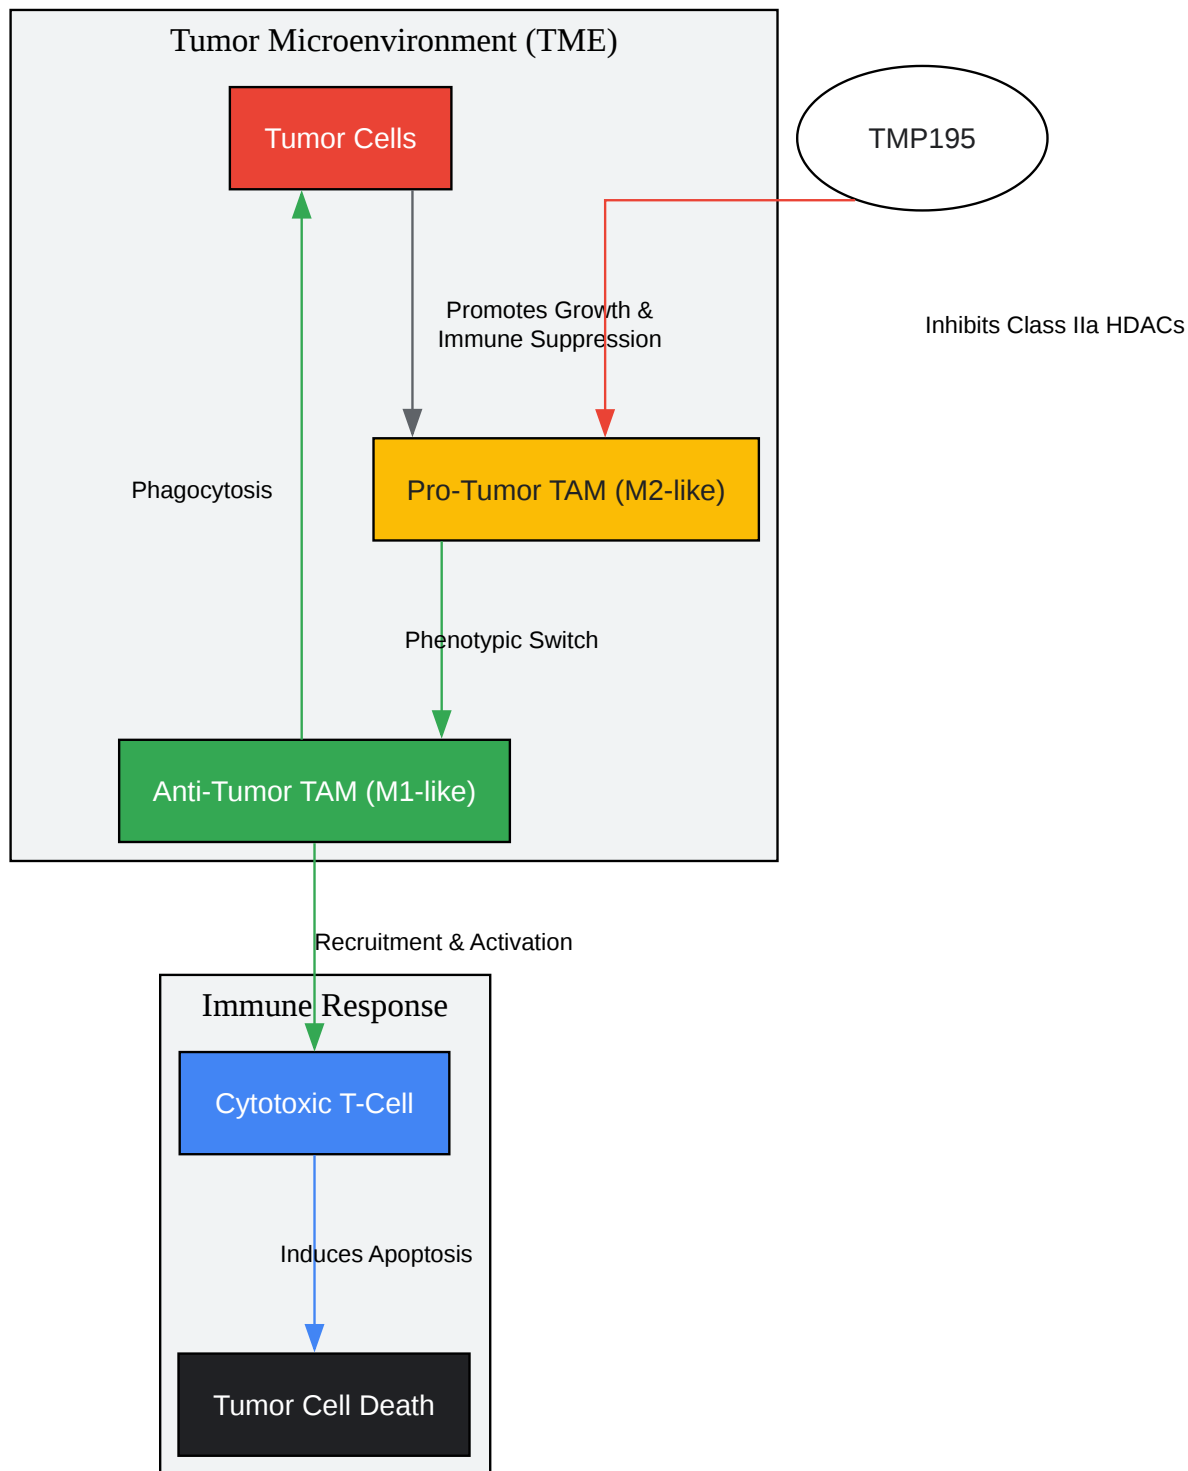 Tumor Microenvironment (TME)
Tumor Cells
TMP195
Promotes Growth &
Immune Suppression
Inhibits Class IIa HDACs
Phagocytosis
Pro-Tumor TAM (M2-like)
Phenotypic Switch
Anti-Tumor TAM (M1-like)
Recruitment & Activation
Immune Response
Cytotoxic T-Cell
Induces Apoptosis
Tumor Cell Death